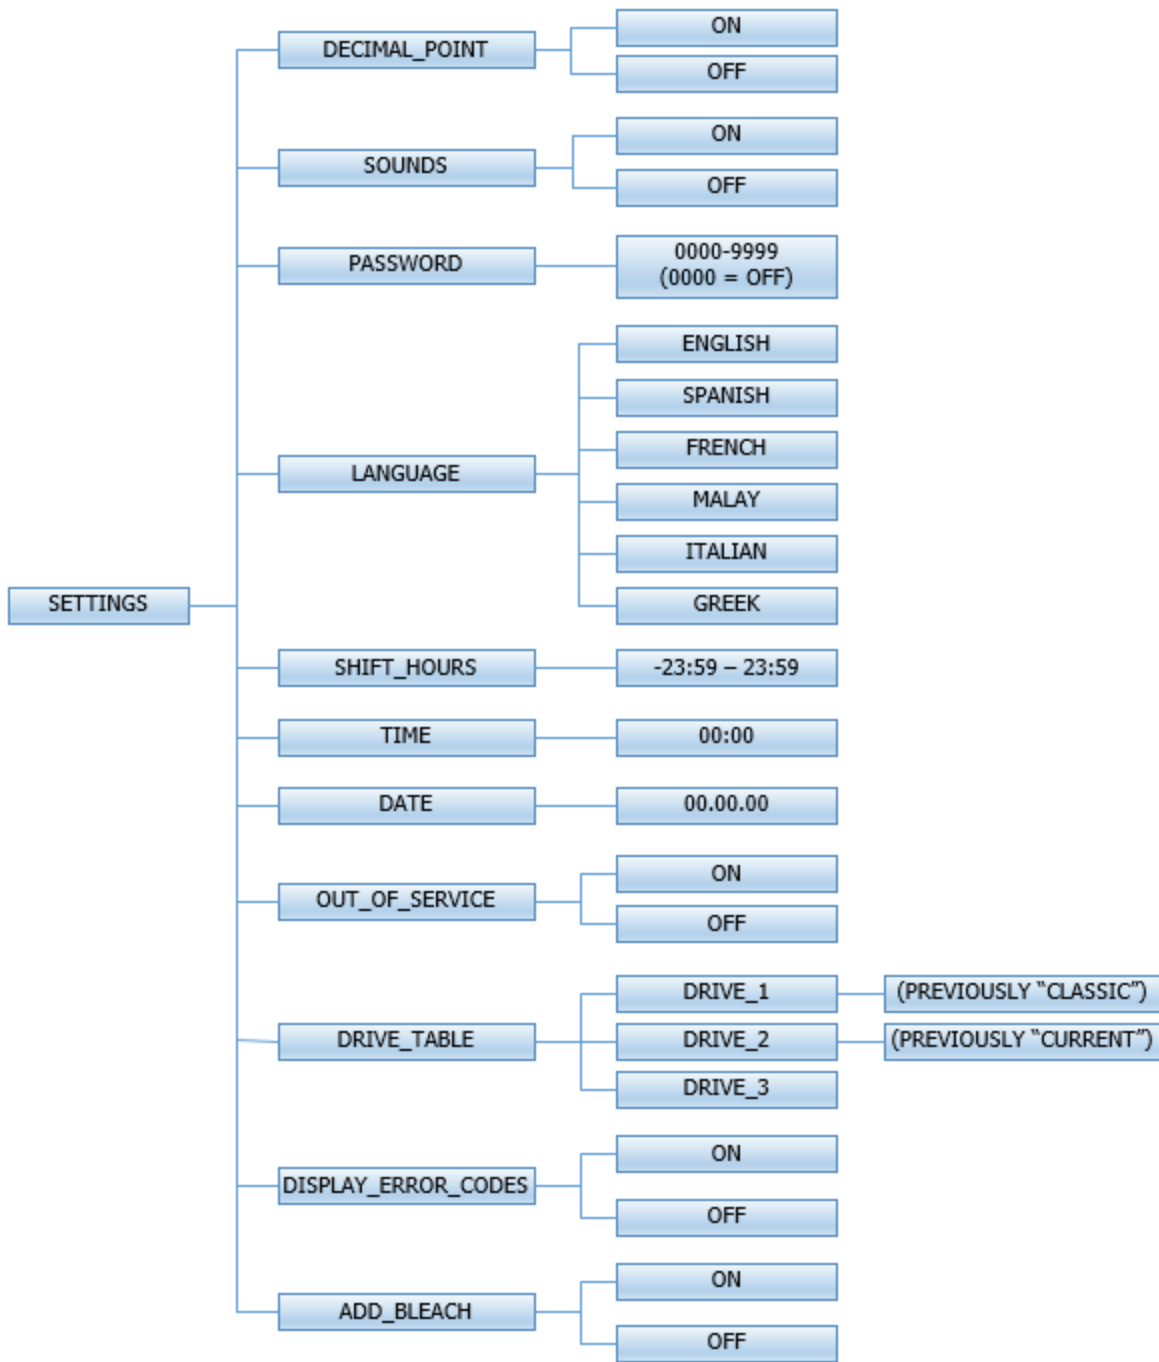 SETTINGS
DECIMAL_POINT
ON
OFF
SOUNDS
ON
OFF
PASSWORD
0000-9999
(0000 = OFF)
LANGUAGE
ENGLISH
SPANISH
FRENCH
MALAY
ITALIAN
GREEK
SHIFT_HOURS
-23:59 – 23:59
TIME
00:00
DATE
00.00.00
OUT_OF_SERVICE
ON
OFF
DRIVE_TABLE
DRIVE_1
(PREVIOUSLY “CLASSIC”)
DRIVE_2
(PREVIOUSLY “CURRENT”)
DRIVE_3
DISPLAY_ERROR_CODES
ON
OFF
ADD_BLEACH
ON
OFF